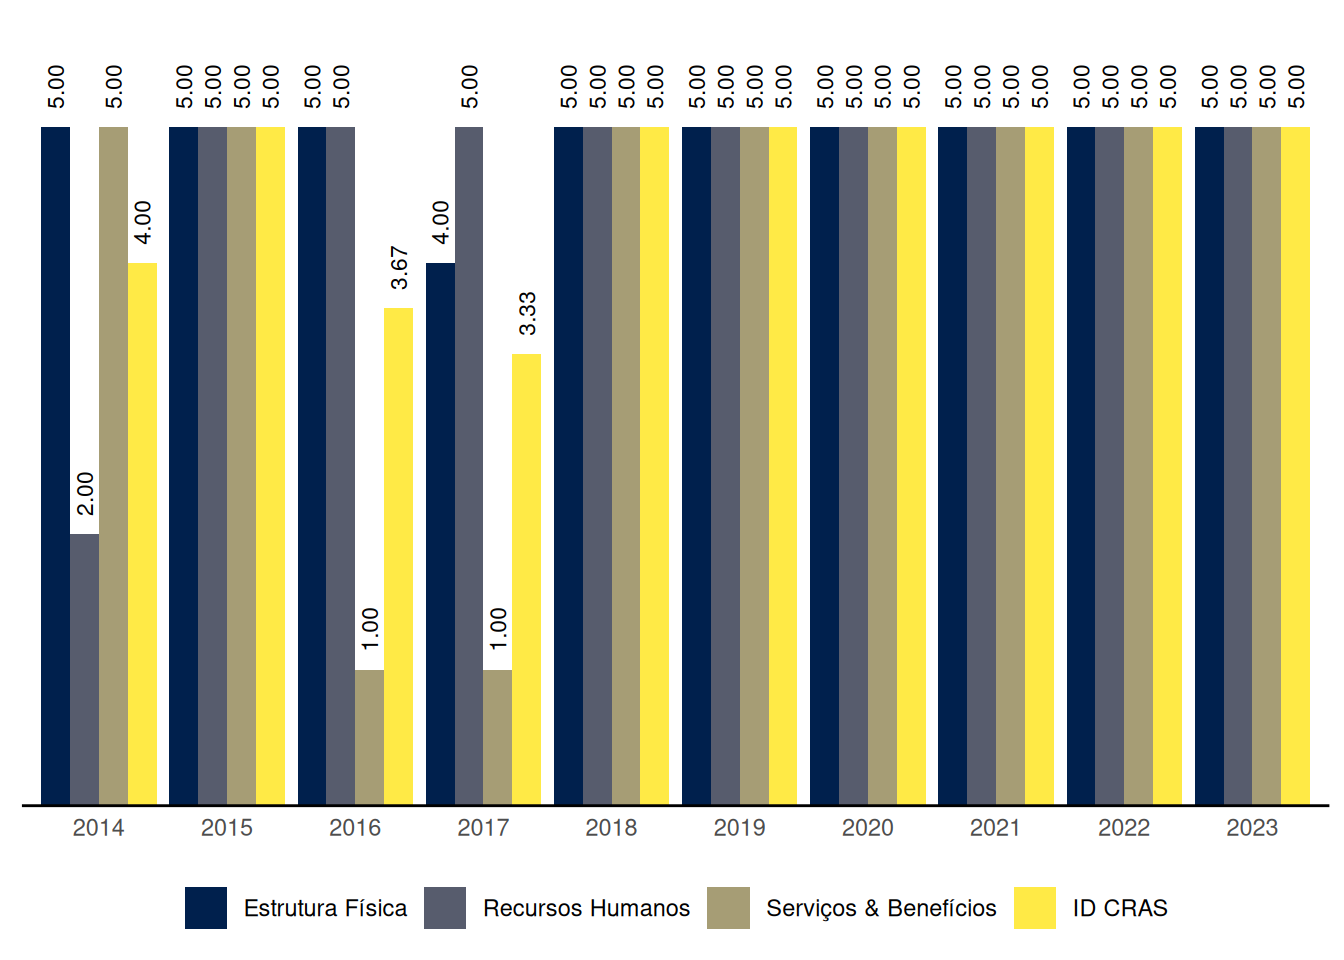 5.00 5.00 5.00 5.00 5.00 5.00 5.00 5.00 5.00 5.00 5.00 5.00 5.00 5.00 5.00 5.00 5.00 5.00 5.00 5.00 5.00 5.00 5.00 5.00 5.00 5.00 5.00 5.00 5.00 5.00 5.00 5.00 5.00
4.00 4.00
3.67
3.33
2.00
1.00 1.00
2014 2015 2016 2017 2018 2019 2020 2021 2022 2023
Estrutura Física Recursos Humanos Serviços & Benefícios ID CRAS